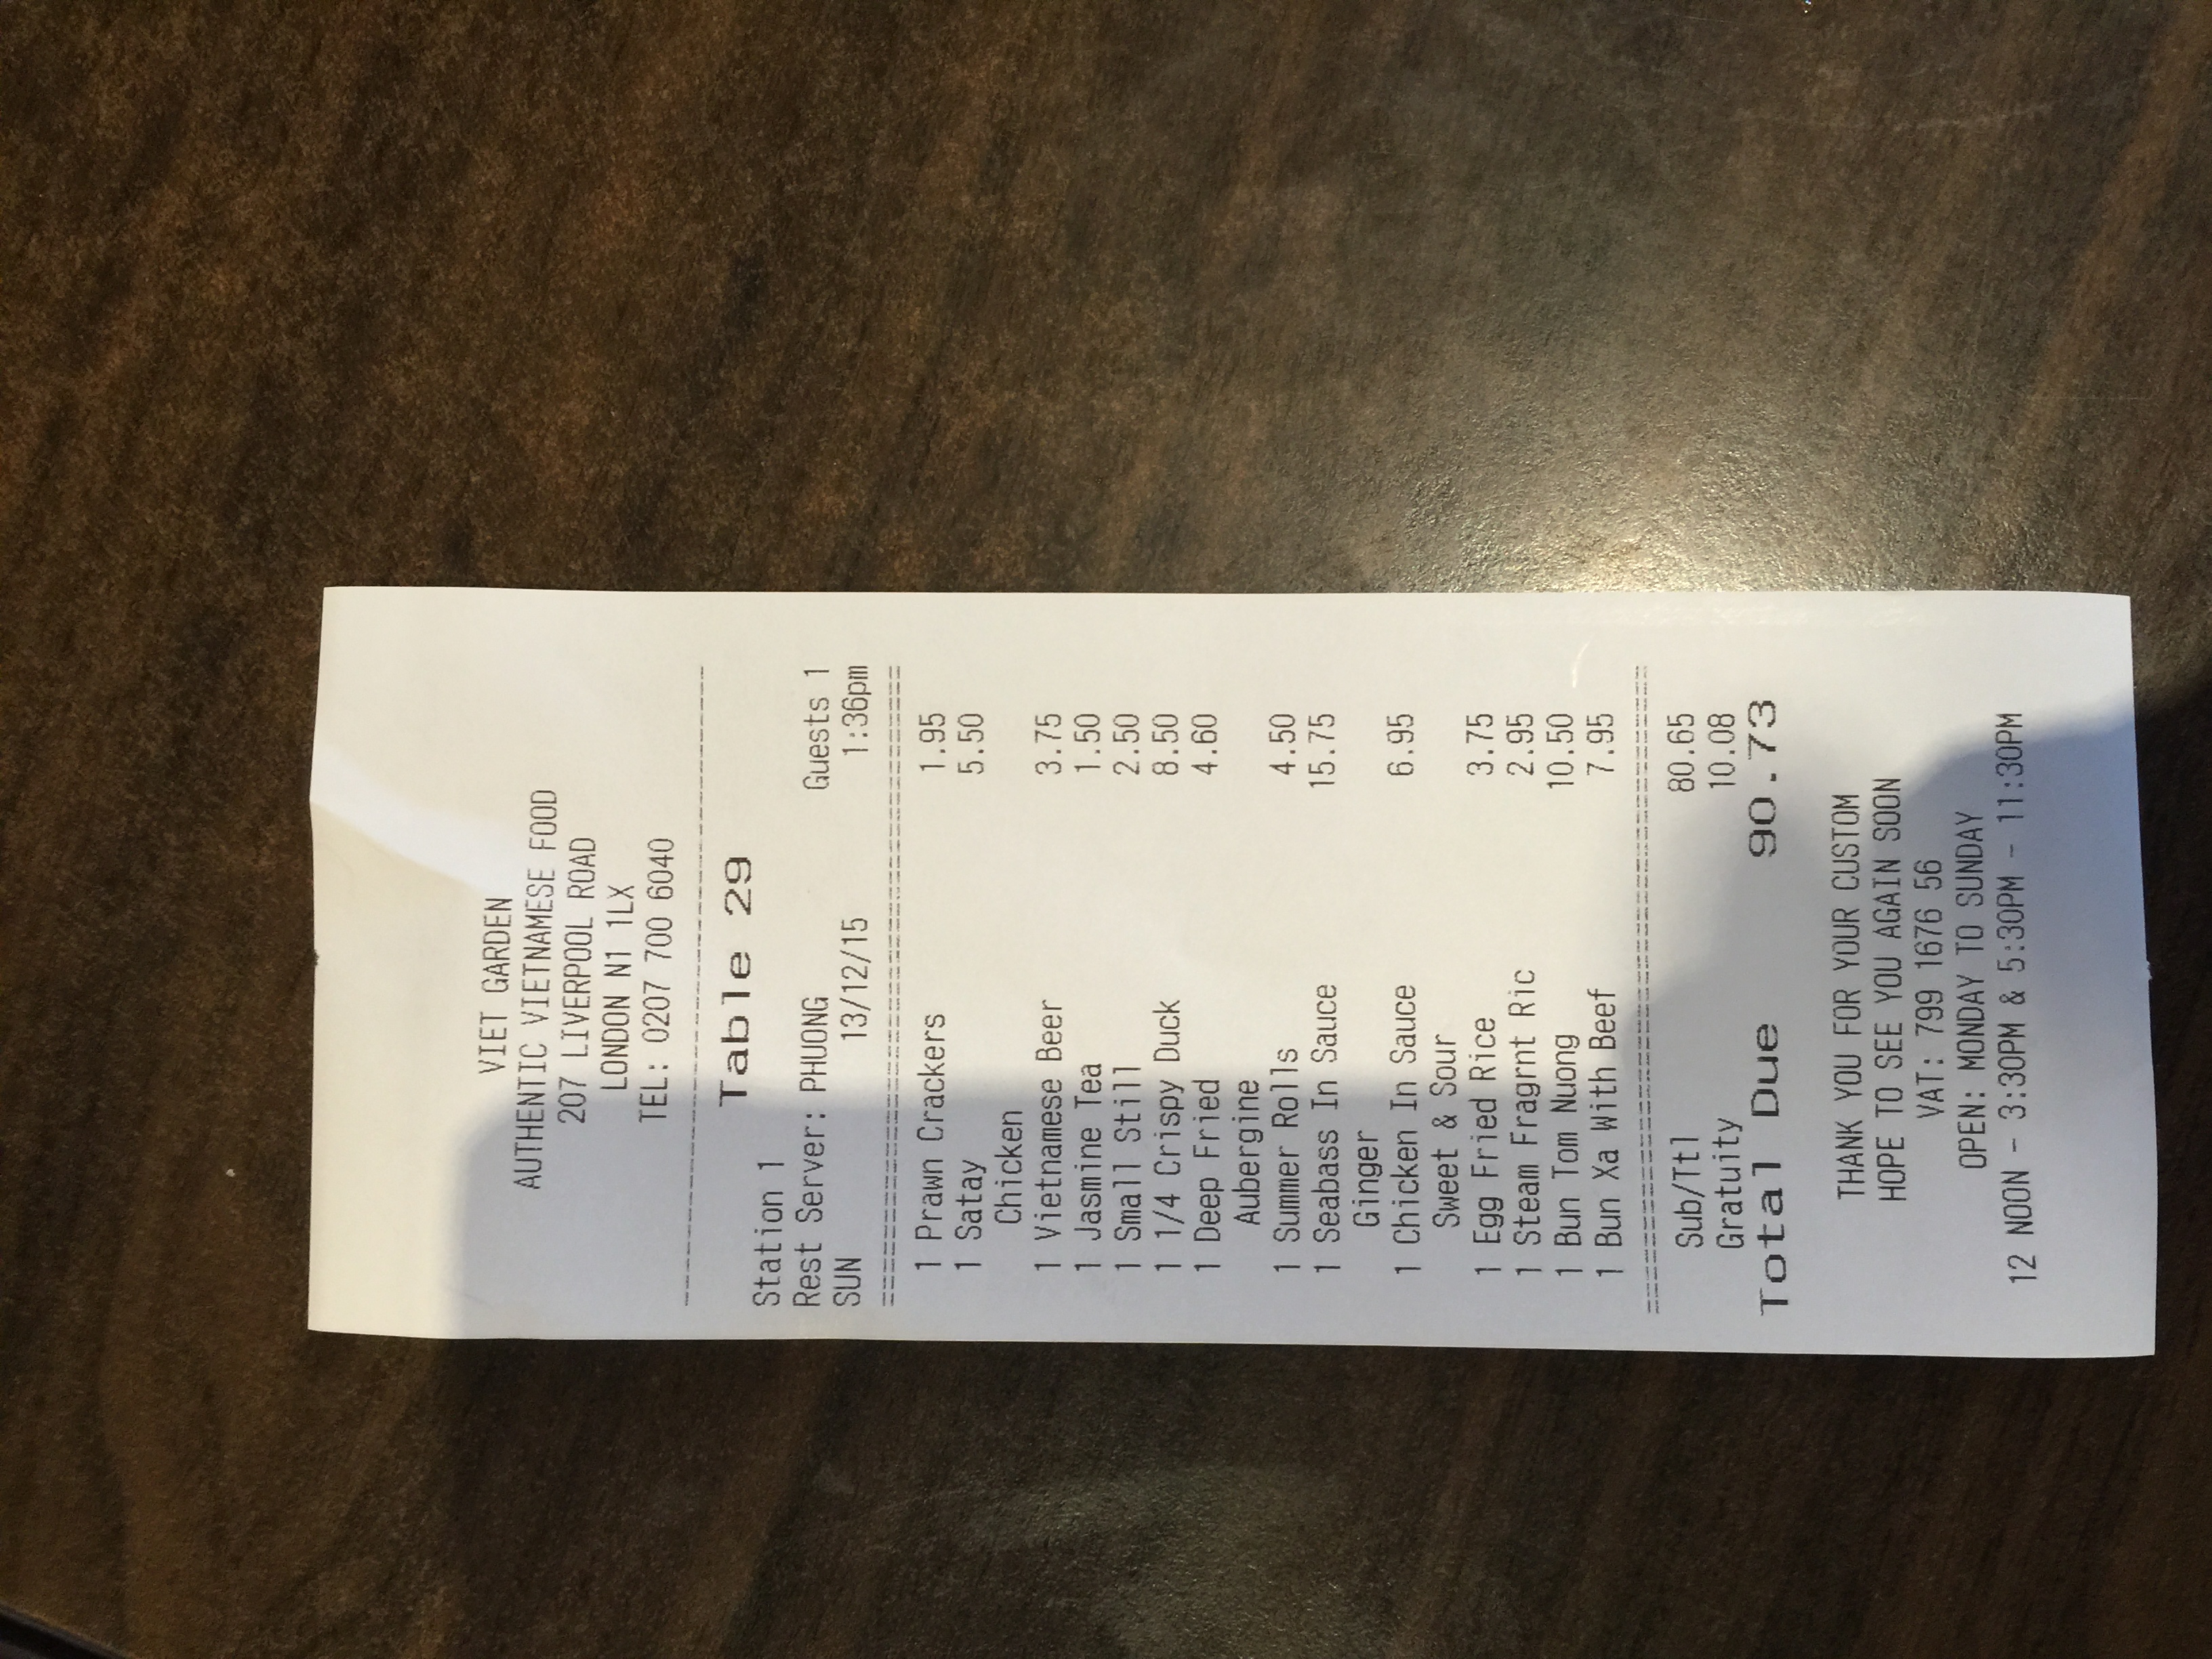 VIET GARDEN
AUTHENTIC VIETNAMESE FOOD
207 LIVERPOOL ROAD
LONDON N1 1LX
TEL: 0207 700 6040
Table 29
Station 1
Rest Server: PHUONG Guests 1
SUN 13/12/15 1:36pm
1 Prawn Crackers 1.95
1 Satay 5.50
Chicken
1 Vietnamese Beer 3.75
1 Jasmine Tea 1.50
1 Small Still 2.50
1 1/4 Crispy Duck 8.50
1 Deep Fried 4.60
Aubergine
1 Summer Rolls 4.50
1 Seabass In Sauce 15.75
Ginger
1 Chicken In Sauce 6.95
Sweet & Sour
1 Egg Fried Rice 3.75
1 Steam Fragrnt Ric 2.95
1 Bun Tom Nuong 10.50
1 Bun Xa With Beef 7.95
Sub/Ttl 80.65
Gratuity 10.08
Total Due 90.73
THANK YOU FOR YOUR CUSTOM
HOPE TO SEE YOU AGAIN SOON
VAT: 799 1676 56
OPEN: MONDAY TO SUNDAY
12 NOON - 3:30PM & 5:30PM - 11:30PM